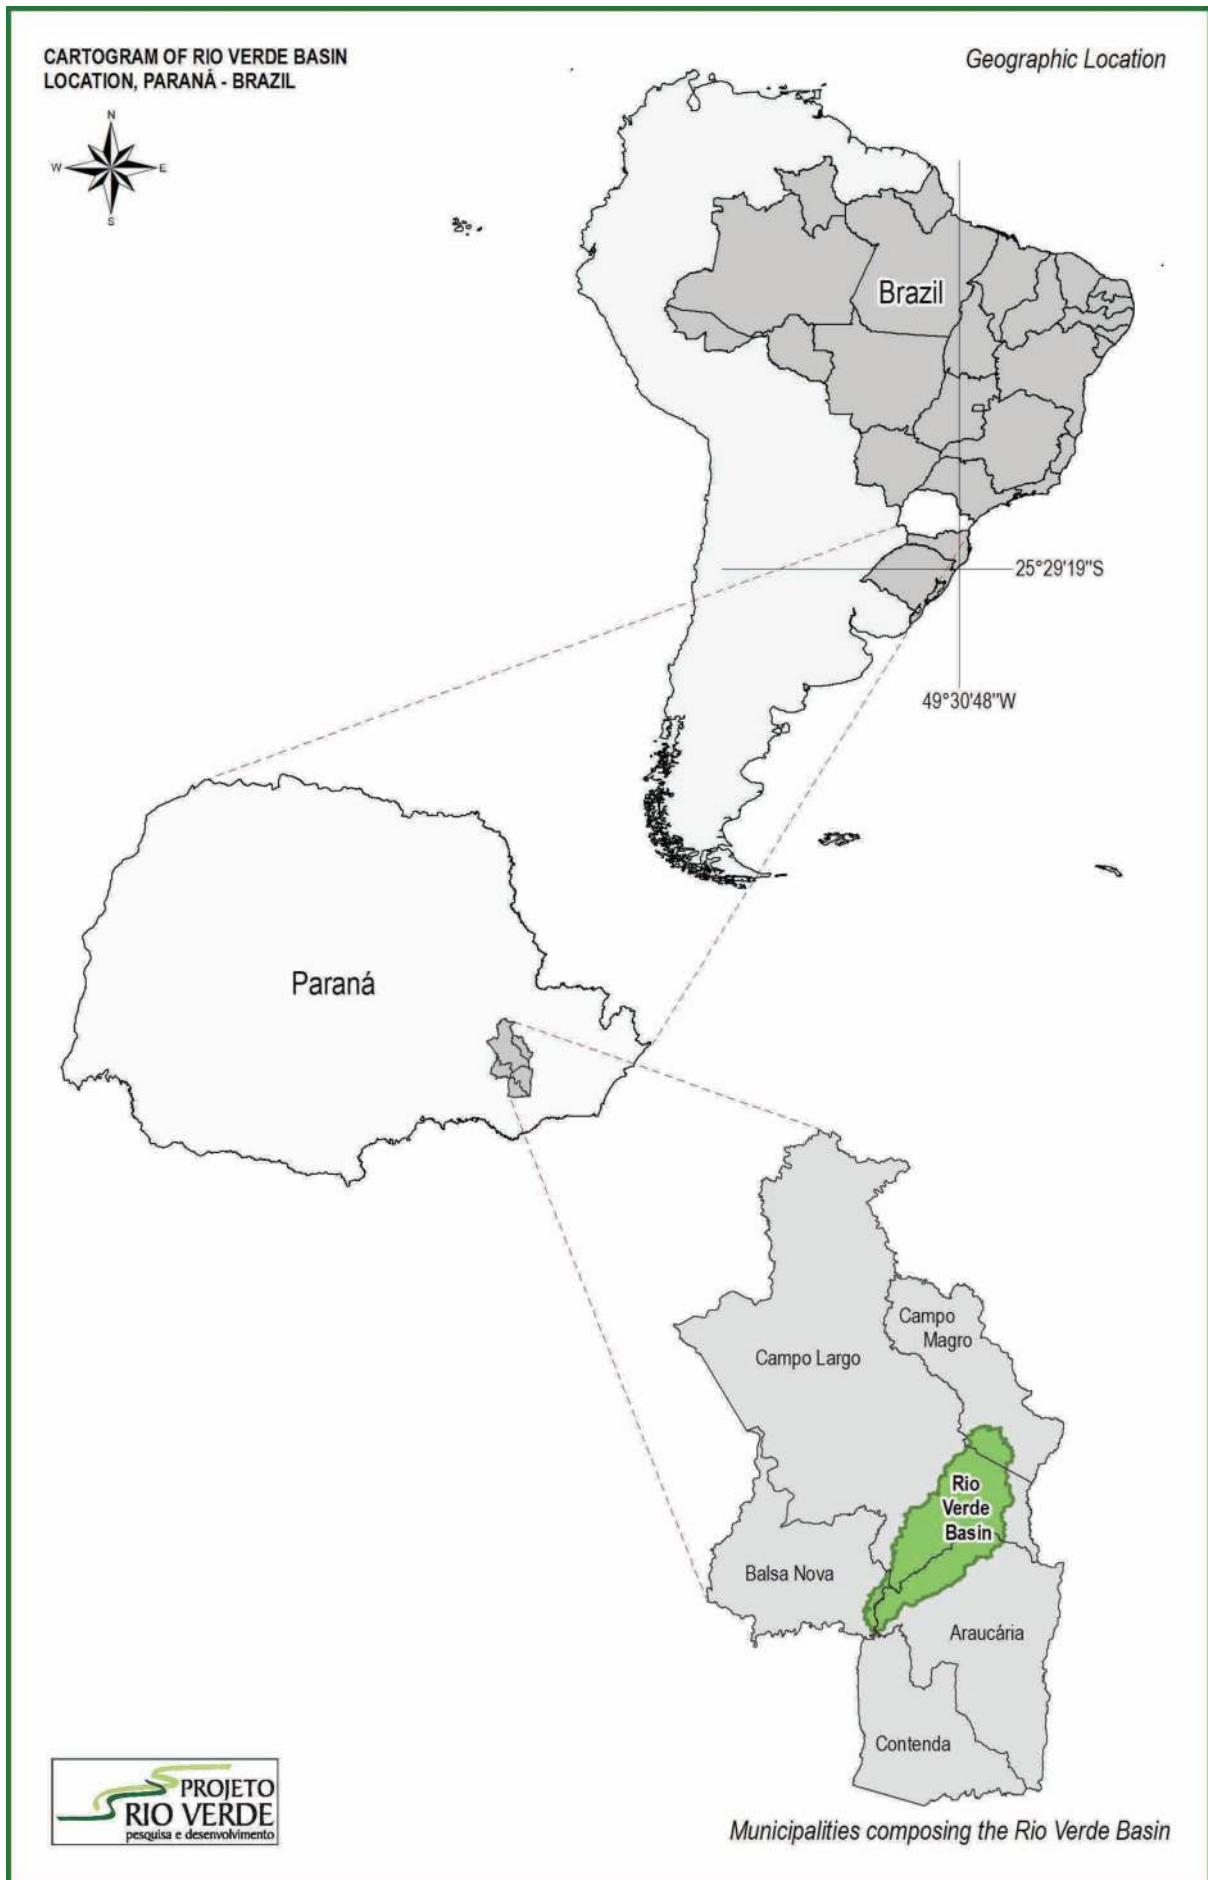 CARTOGRAM OF RIO VERDE BASIN
LOCATION, PARANÁ - BRAZIL
Geographic Location
N
W
E
S
Brazil
25°29'19"S
49°30'48"W
Paraná
Campo
Magro
Campo Largo
Rio
Verde
Basin
Balsa Nova
Araucária
Contenda
PROJETO
RIO VERDE
pesquisa e desenvolvimento
Municipalities composing the Rio Verde Basin